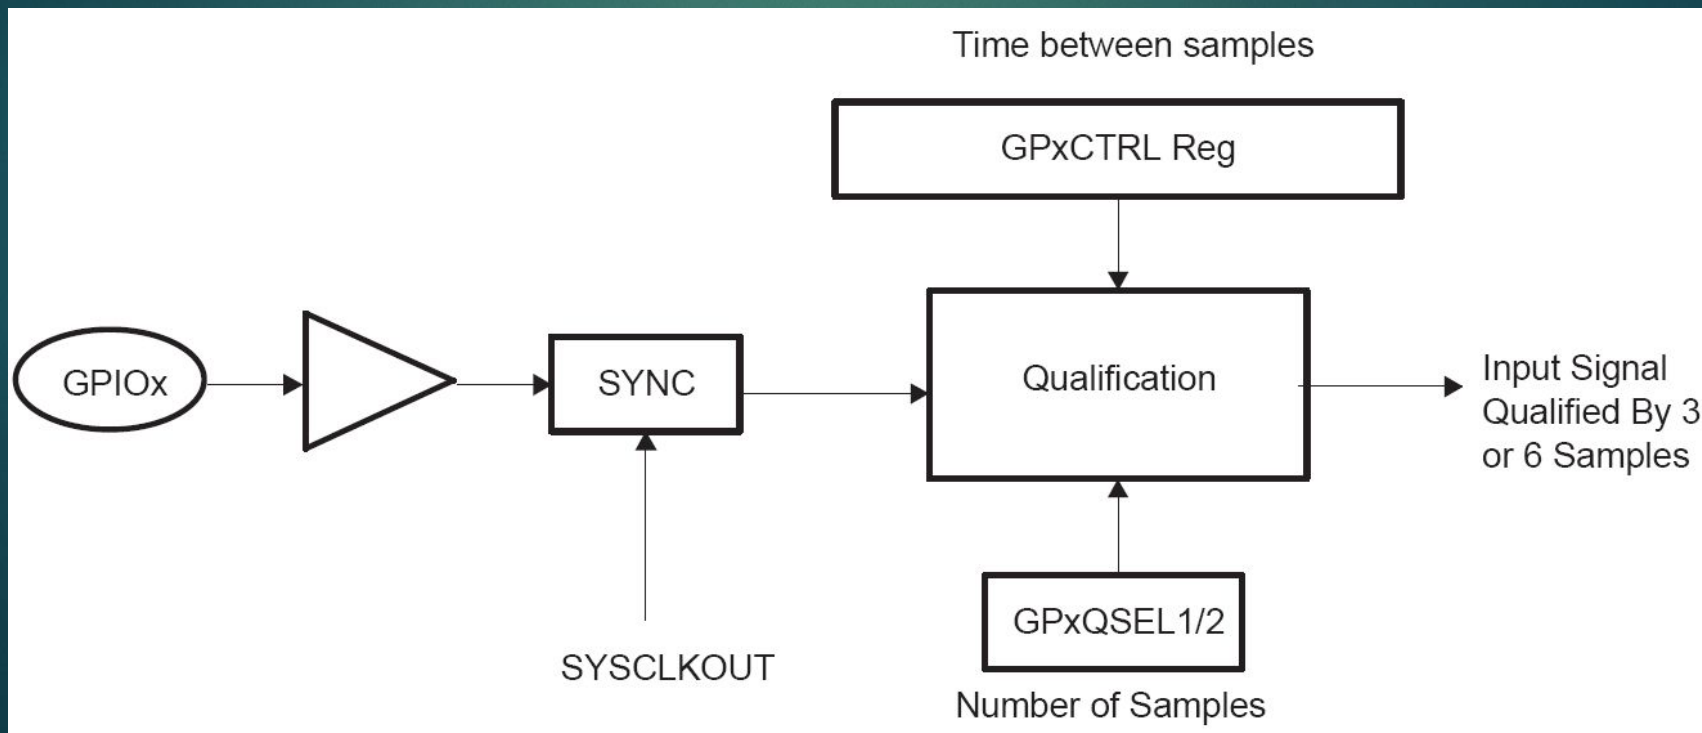 Time between samples
GPxCTRL Reg
GPIOx
SYNC
Qualification
Input Signal
Qualified By 3
or 6 Samples
SYSCLKOUT
GPxQSEL1/2
Number of Samples